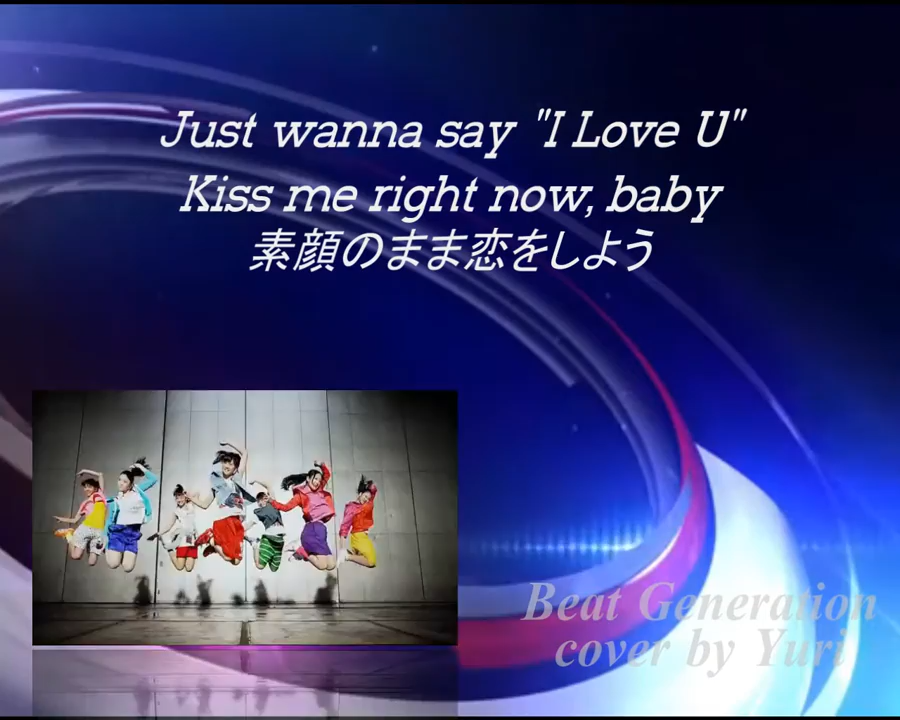 Just wanna say "I Love U"
Kiss me right now, baby
素顔のまま恋をしよう
Beat Generation
cover by Yuri